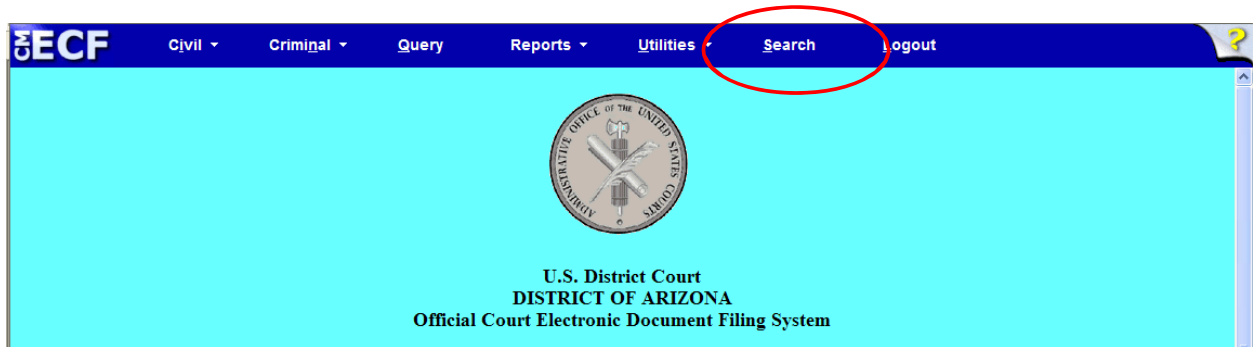 CM ECF Civil Criminal Query Reports Utilities Search Logout ?
ADMINISTRATIVE OFFICE OF THE UNITED STATES COURTS
U.S. District Court
DISTRICT OF ARIZONA
Official Court Electronic Document Filing System